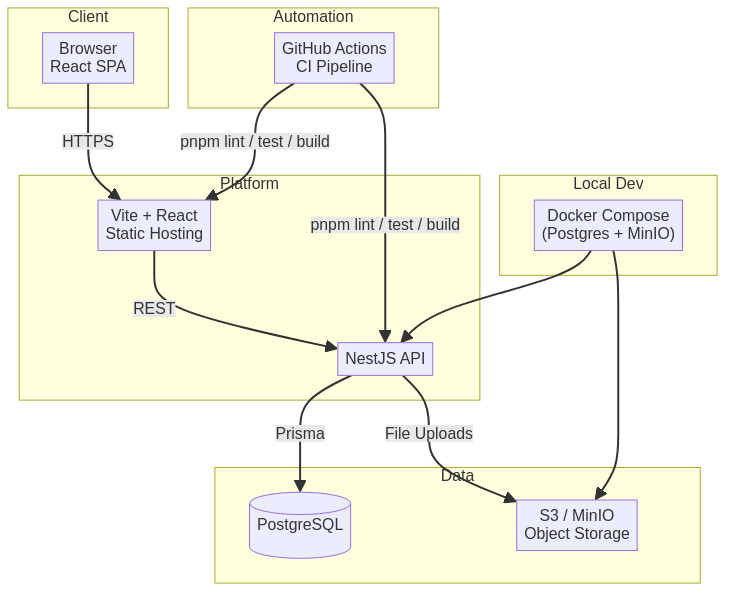 Client
Browser
React SPA
Automation
GitHub Actions
CI Pipeline
HTTPS
pnpm lint / test / build
Platform
Vite + React
Static Hosting
pnpm lint / test / build
Local Dev
Docker Compose
(Postgres + MinIO)
REST
NestJS API
Prisma
File Uploads
Data
PostgreSQL
S3 / MinIO
Object Storage